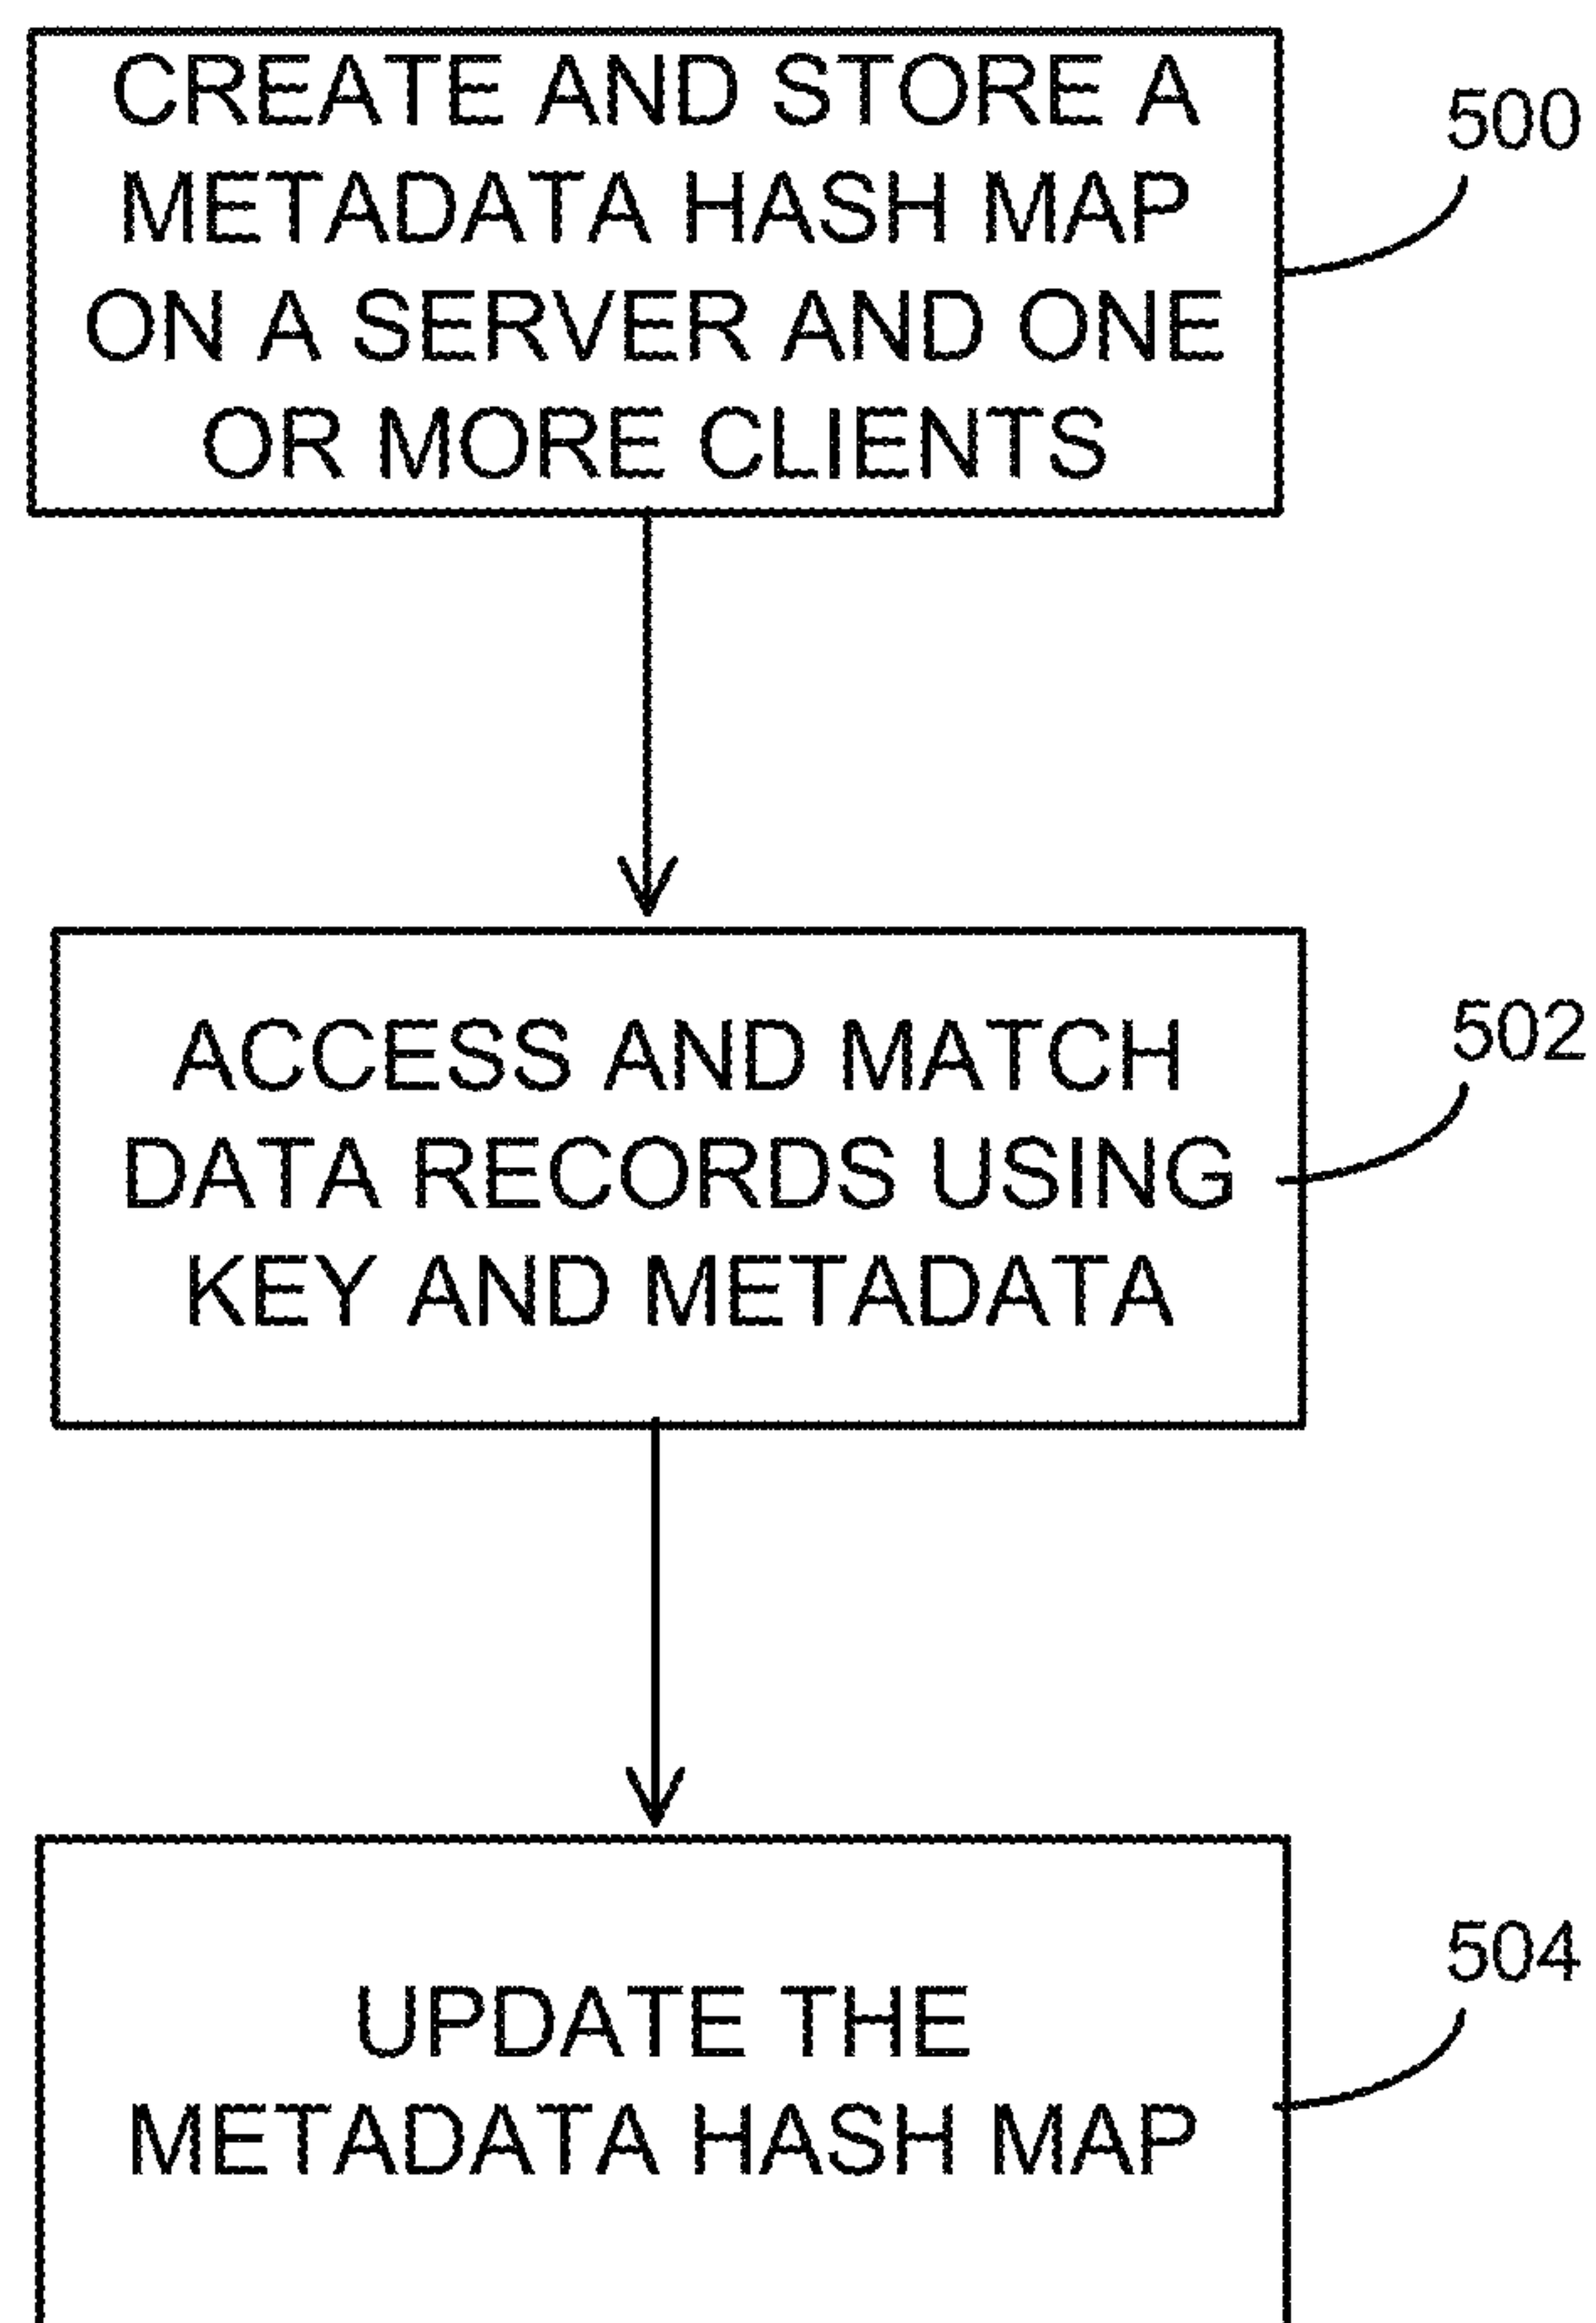 CREATE AND STORE A
METADATA HASH MAP
ON A SERVER AND ONE
OR MORE CLIENTS
500
ACCESS AND MATCH
DATA RECORDS USING
KEY AND METADATA
502
UPDATE THE
METADATA HASH MAP
504